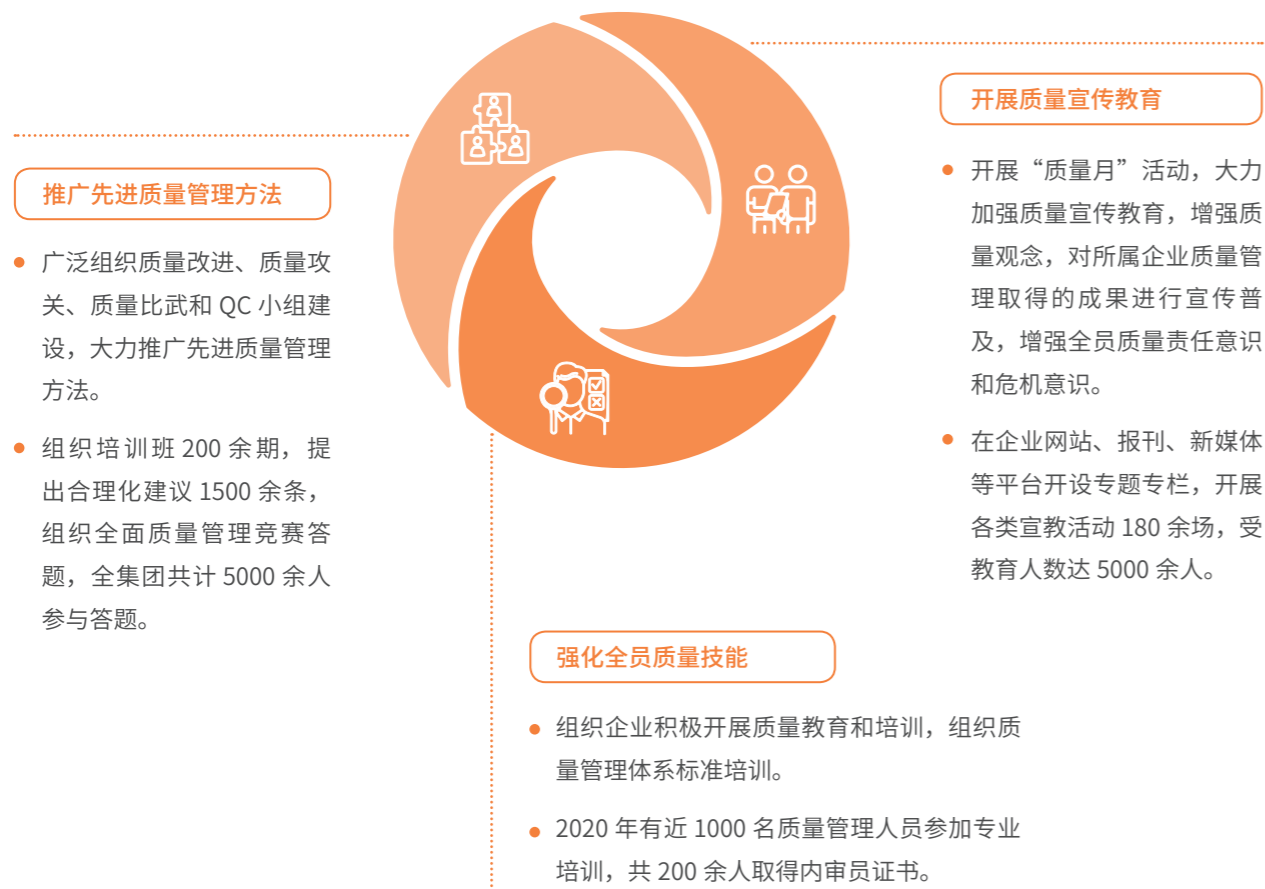 推广先进质量管理方法
广泛组织质量改进、质量攻
关、质量比武和 QC 小组建
设，大力推广先进质量管理
方法。
组织培训班 200 余期，提
出合理化建议 1500 余条，
组织全面质量管理竞赛答
题，全集团共计 5000 余人
参与答题。
开展质量宣传教育
开展“质量月”活动，大力
加强质量宣传教育，增强质
量观念，对所属企业质量管
理取得的成果进行宣传普
及，增强全员质量责任意识
和危机意识。
在企业网站、报刊、新媒体
等平台开设专题专栏，开展
各类宣教活动 180 余场，受
教育人数达 5000 余人。
强化全员质量技能
组织企业积极开展质量教育和培训，组织质
量管理体系标准培训。
2020 年有近 1000 名质量管理人员参加专业
培训，共 200 余人取得内审员证书。